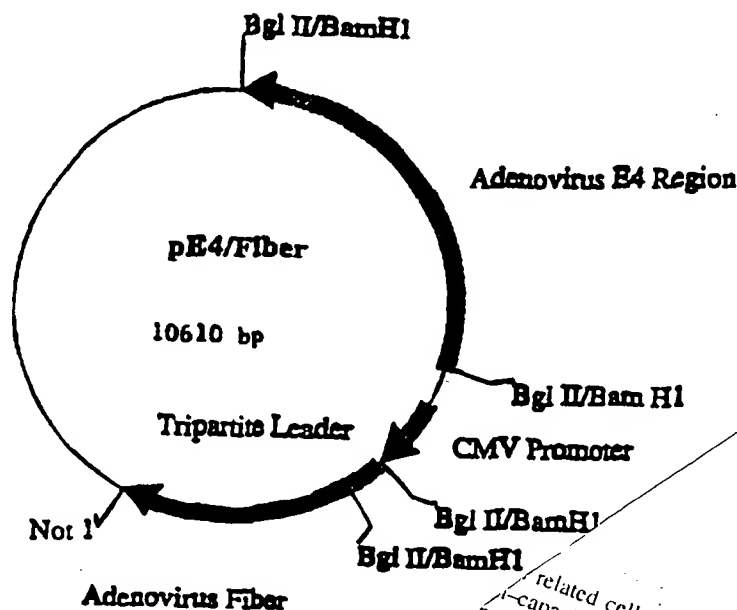 Bgl II/BamH1
Adenovirus E4 Region
pE4/Fiber
10610 bp
Bgl II/Bam H1
Tripartite Leader
CMV Promoter
Bgl II/BamH1
Not 1
Bgl II/BamH1
Adenovirus Fiber
related